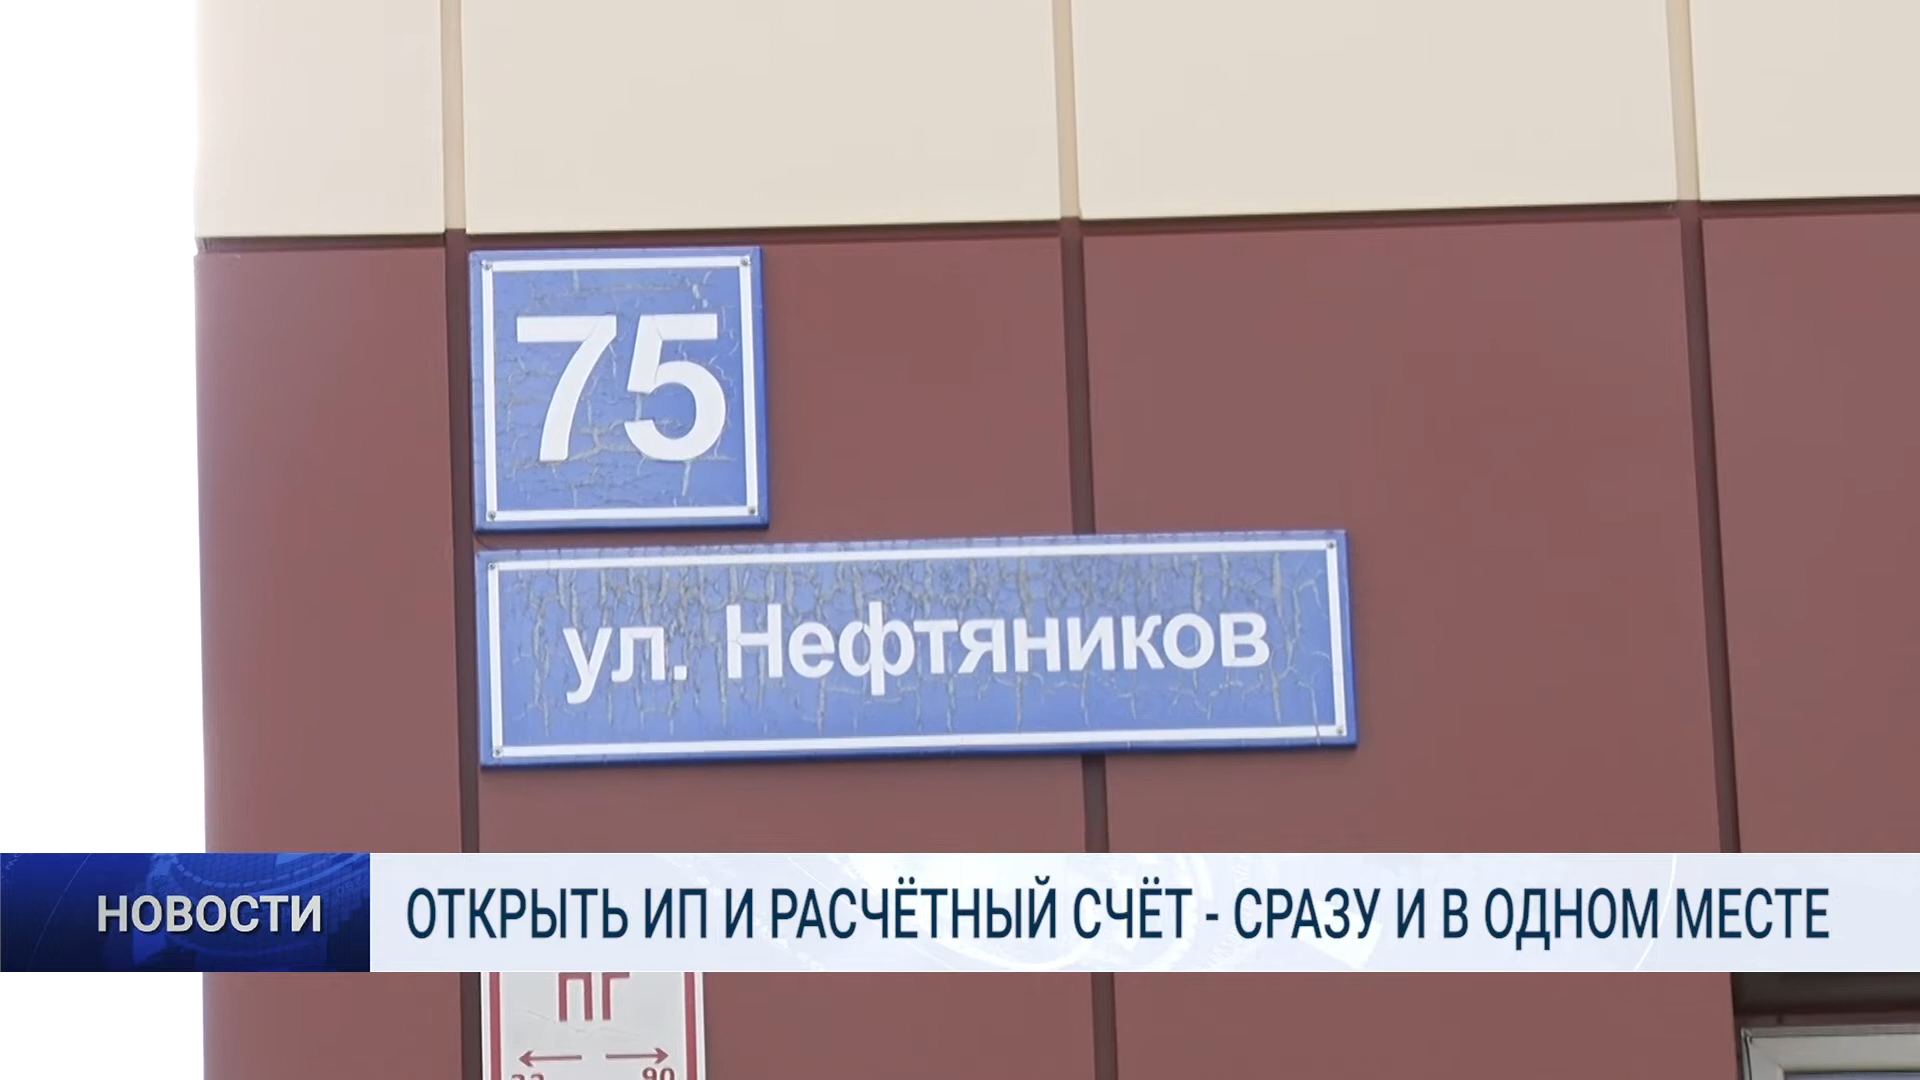 75
ул. Нефтяников
НОВОСТИ
ОТКРЫТЬ ИП И РАСЧЁТНЫЙ СЧЁТ - СРАЗУ И В ОДНОМ МЕСТЕ
ПГ
90